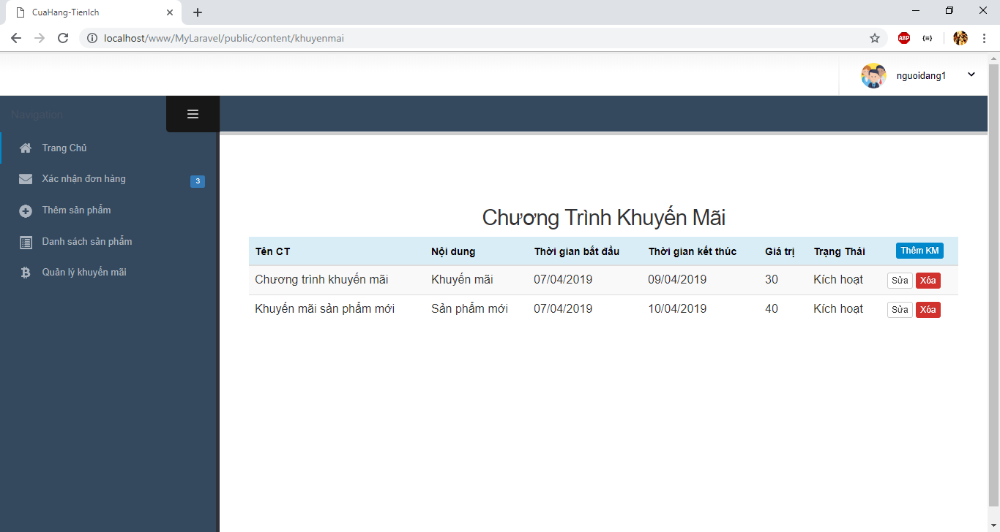 CuaHang-TienIch
localhost/www/MyLaravel/public/content/khuyenmai
ABP
nguoidang1
Navigation
Trang Chủ
Xác nhận đơn hàng 3
Thêm sản phẩm
Danh sách sản phẩm
Quản lý khuyến mãi
Chương Trình Khuyến Mãi
Tên CT Nội dung Thời gian bắt đầu Thời gian kết thúc Giá trị Trạng Thái Thêm KM
Chương trình khuyến mãi Khuyến mãi 07/04/2019 09/04/2019 30 Kích hoạt Sửa Xóa
Khuyến mãi sản phẩm mới Sản phẩm mới 07/04/2019 10/04/2019 40 Kích hoạt Sửa Xóa